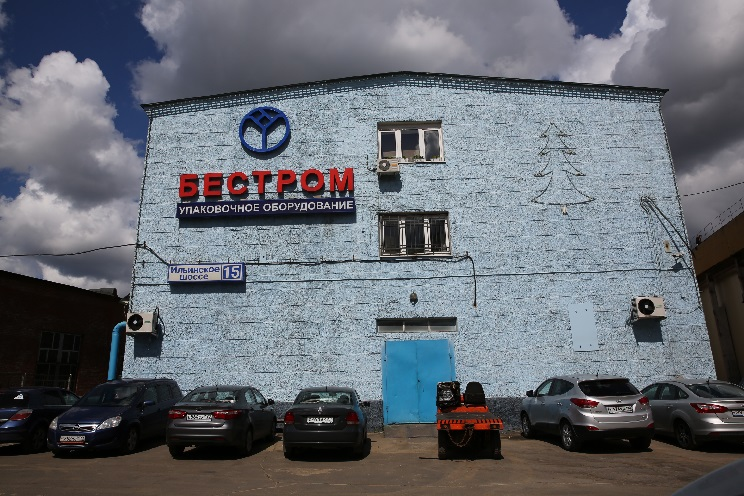 БЕСТРОМ
УПАКОВОЧНОЕ ОБОРУДОВАНИЕ
Ильинское
шоссе
15